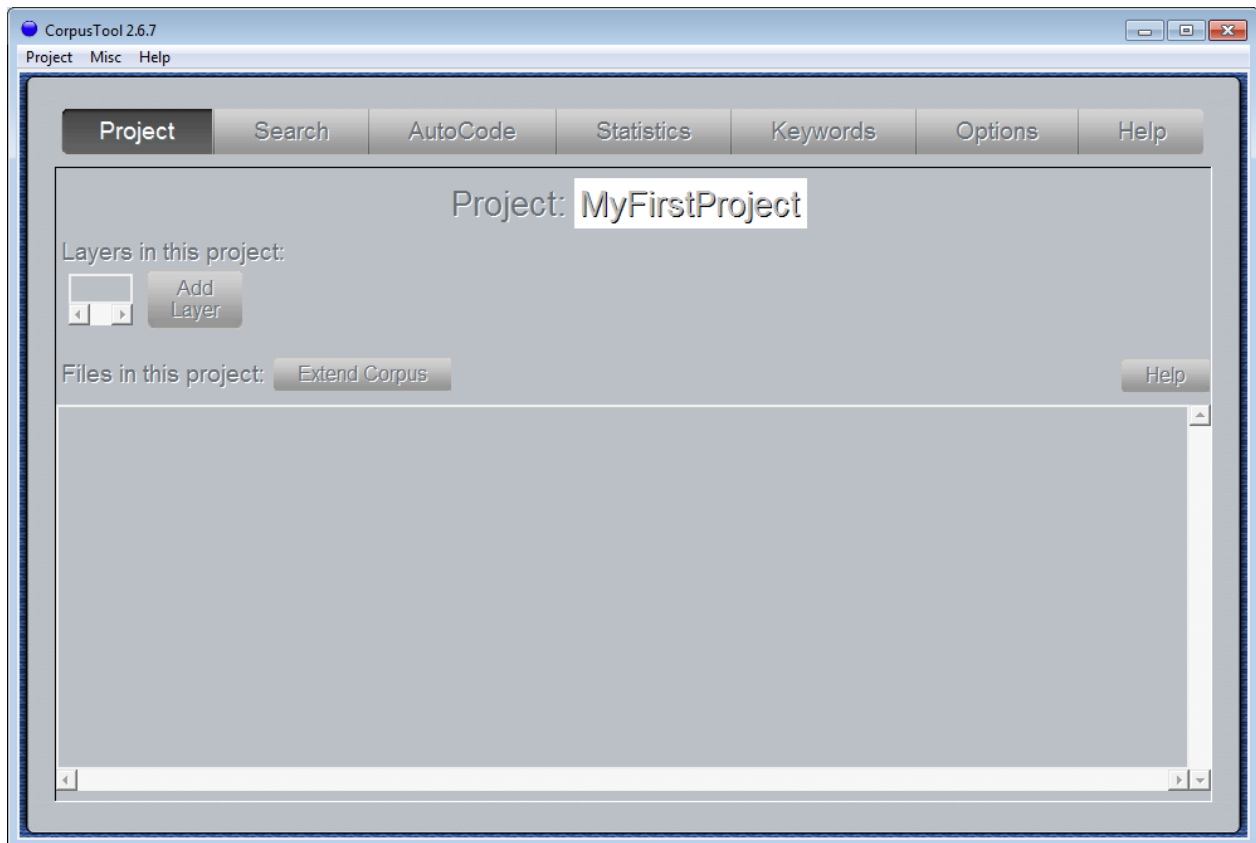 CorpusTool 2.6.7
Project Misc Help
Project Search AutoCode Statistics Keywords Options Help
Project: MyFirstProject
Layers in this project:
Add
Layer
Files in this project: Extend Corpus Help